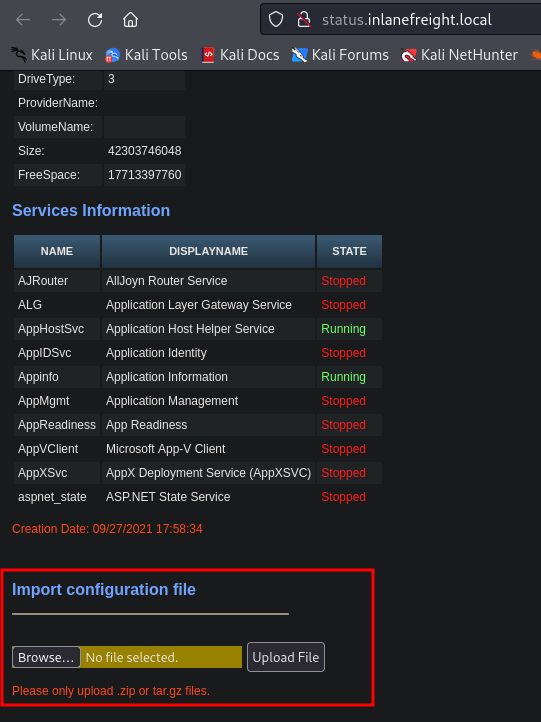 status.inlanefreight.local
Kali Linux Kali Tools Kali Docs Kali Forums Kali NetHunter
DriveType: 3
ProviderName:
VolumeName:
Size: 42303746048
FreeSpace: 17713397760
Services Information
NAME DISPLAYNAME STATE
AJRouter AllJoyn Router Service Stopped
ALG Application Layer Gateway Service Stopped
AppHostSvc Application Host Helper Service Running
AppIDSvc Application Identity Stopped
Appinfo Application Information Running
AppMgmt Application Management Stopped
AppReadiness App Readiness Stopped
AppVClient Microsoft App-V Client Stopped
AppXSvc AppX Deployment Service (AppXSVC) Stopped
aspnet_state ASP.NET State Service Stopped
Creation Date: 09/27/2021 17:58:34
Import configuration file
Browse... No file selected. Upload File
Please only upload .zip or tar.gz files.